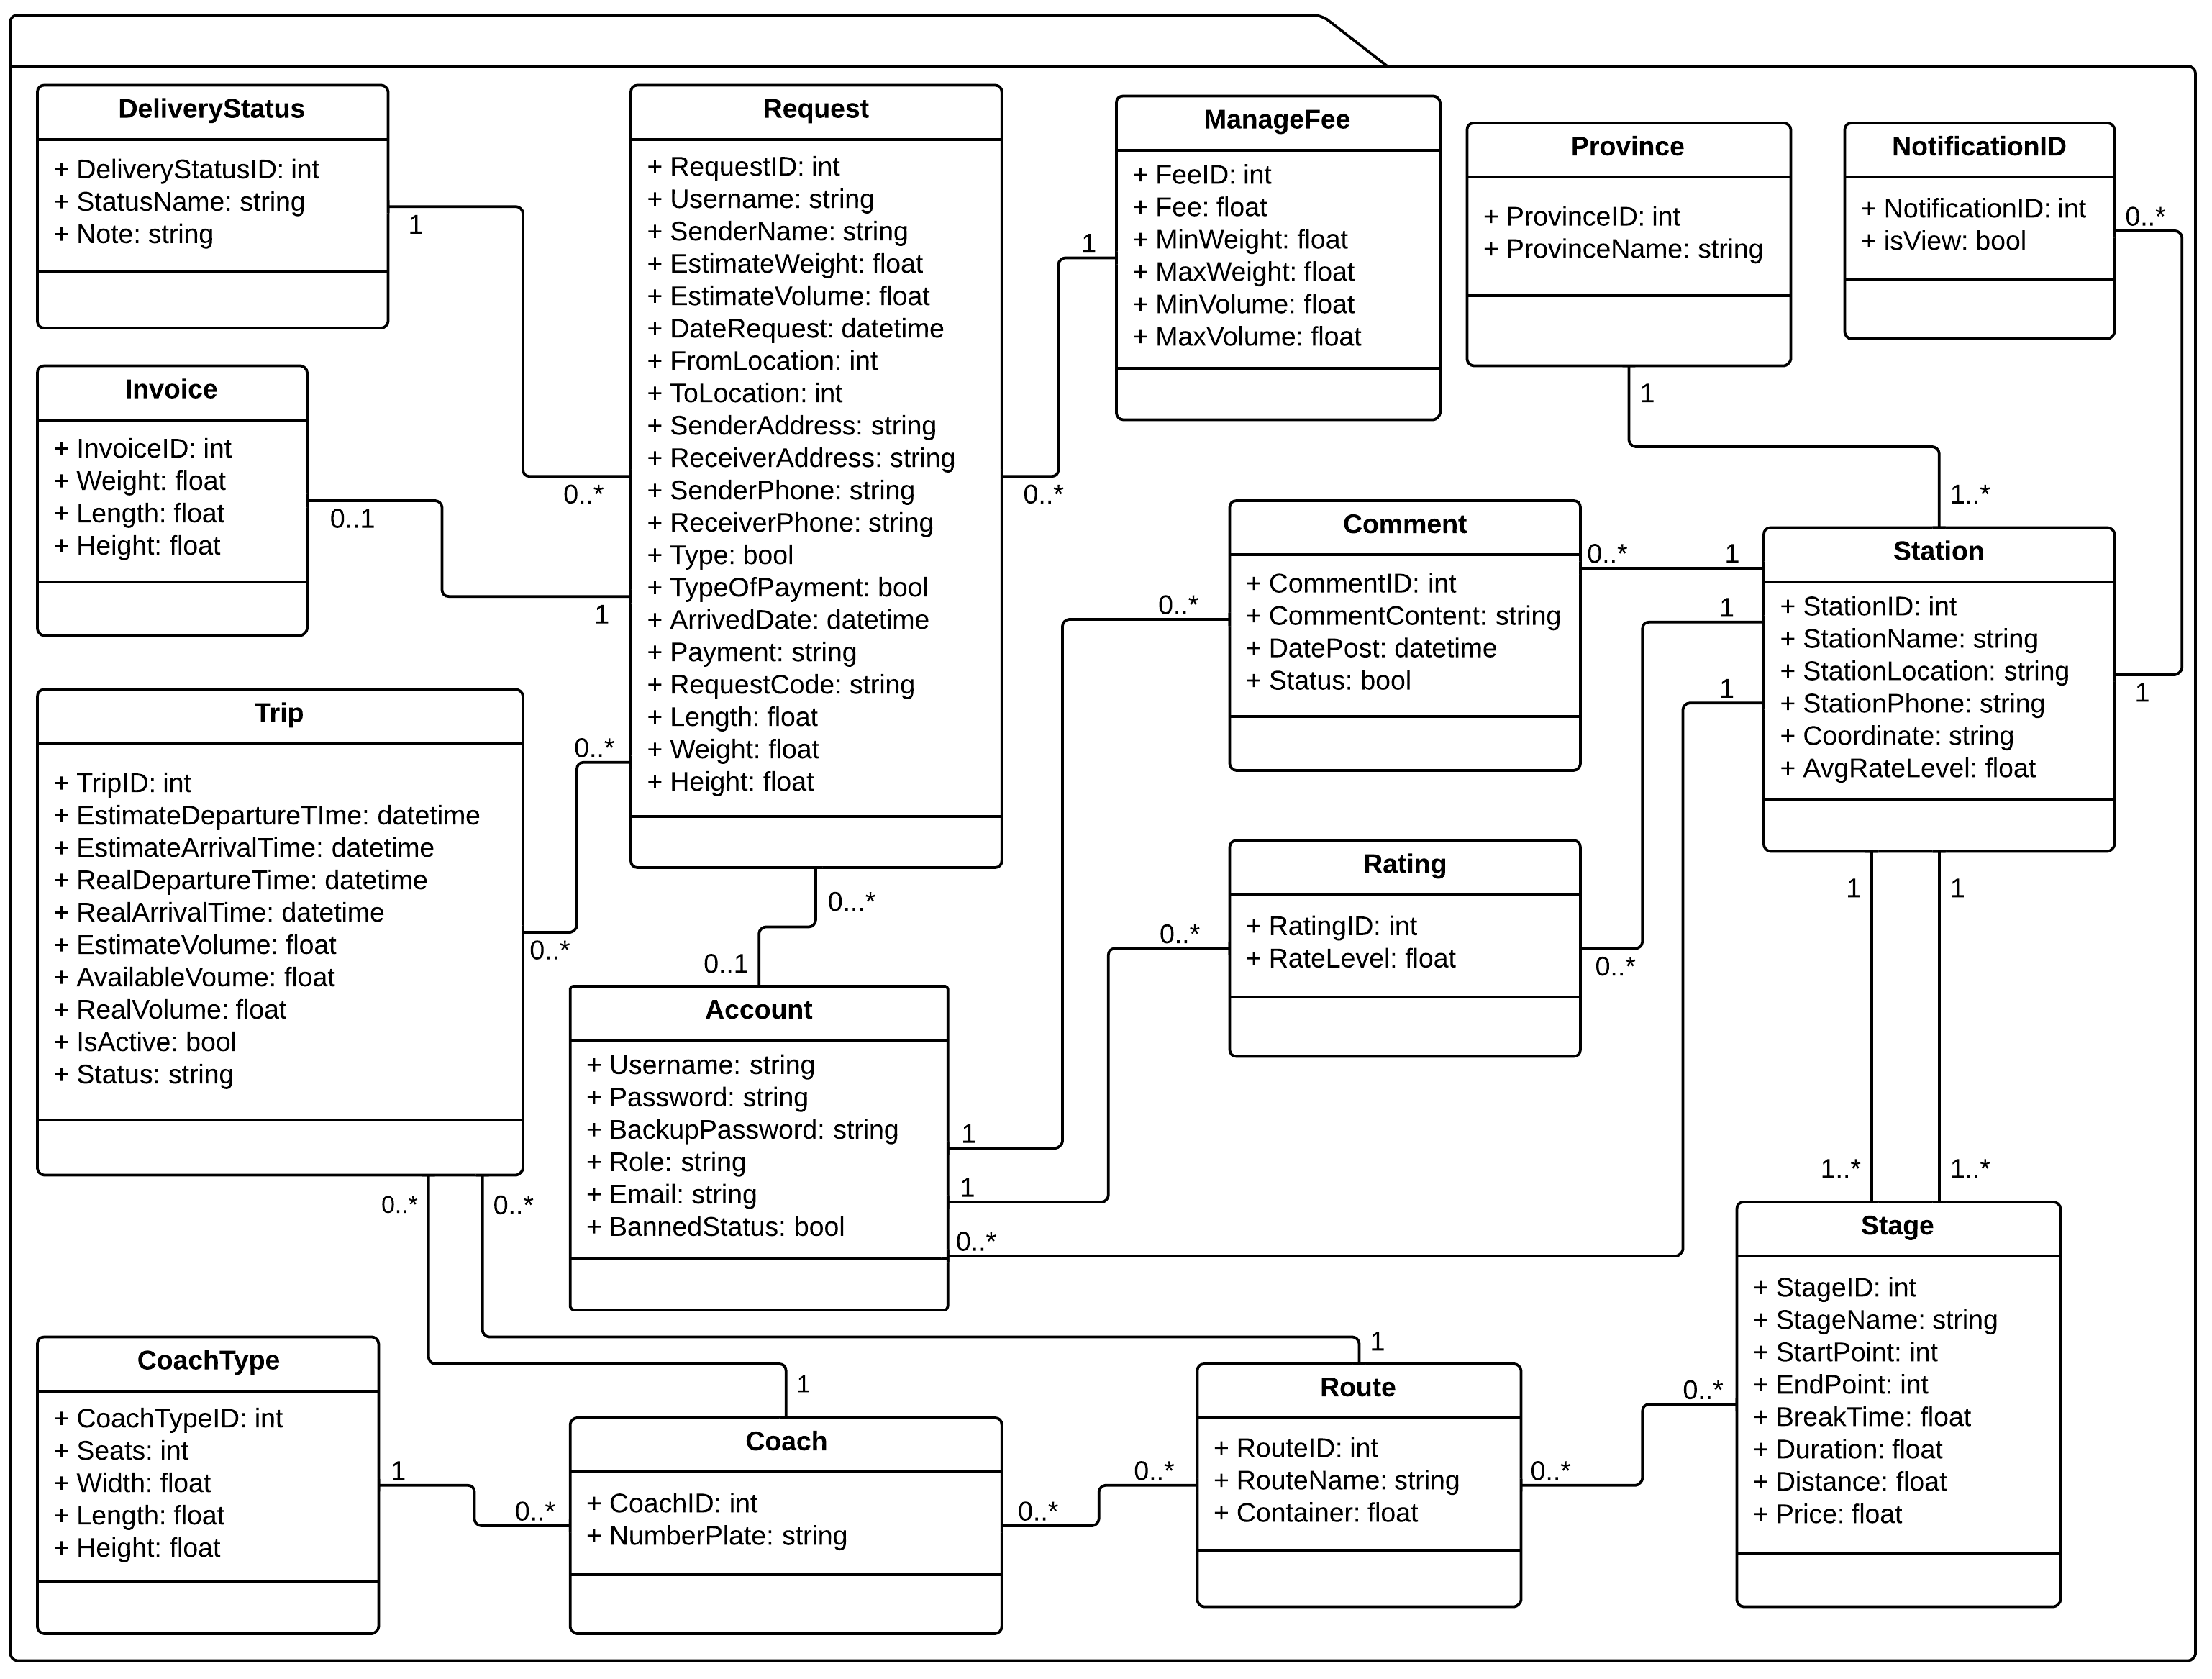 DeliveryStatus
+ DeliveryStatusID: int
+ StatusName: string
+ Note: string
1
0..*
Request
+ RequestID: int
+ Username: string
+ SenderName: string
+ EstimateWeight: float
+ EstimateVolume: float
+ DateRequest: datetime
+ FromLocation: int
+ ToLocation: int
+ SenderAddress: string
+ ReceiverAddress: string
+ SenderPhone: string
+ ReceiverPhone: string
+ Type: bool
+ TypeOfPayment: bool
+ ArrivedDate: datetime
+ Payment: string
+ RequestCode: string
+ Length: float
+ Weight: float
+ Height: float
ManageFee
+ FeeID: int
+ Fee: float
+ MinWeight: float
+ MaxWeight: float
+ MinVolume: float
+ MaxVolume: float
1
0..*
Province
+ ProvinceID: int
+ ProvinceName: string
1
1..*
NotificationID
+ NotificationID: int
+ isView: bool
0..*
1
Invoice
+ InvoiceID: int
+ Weight: float
+ Length: float
+ Height: float
0..1
1
Comment
+ CommentID: int
+ CommentContent: string
+ DatePost: datetime
+ Status: bool
0..*
1
0..*
1
Station
+ StationID: int
+ StationName: string
+ StationLocation: string
+ StationPhone: string
+ Coordinate: string
+ AvgRateLevel: float
1
Trip
+ TripID: int
+ EstimateDepartureTIme: datetime
+ EstimateArrivalTime: datetime
+ RealDepartureTime: datetime
+ RealArrivalTime: datetime
+ EstimateVolume: float
+ AvailableVoume: float
+ RealVolume: float
+ IsActive: bool
+ Status: string
0..*
0..*
0...*
0..1
Rating
+ RatingID: int
+ RateLevel: float
0..*
0..*
1
1
Account
+ Username: string
+ Password: string
+ BackupPassword: string
+ Role: string
+ Email: string
+ BannedStatus: bool
1
1
0..*
1..*
1..*
0..*
0..*
Stage
+ StageID: int
+ StageName: string
+ StartPoint: int
+ EndPoint: int
+ BreakTime: float
+ Duration: float
+ Distance: float
+ Price: float
CoachType
+ CoachTypeID: int
+ Seats: int
+ Width: float
+ Length: float
+ Height: float
1
0..*
1
Coach
+ CoachID: int
+ NumberPlate: string
0..*
0..*
1
Route
+ RouteID: int
+ RouteName: string
+ Container: float
0..*
0..*